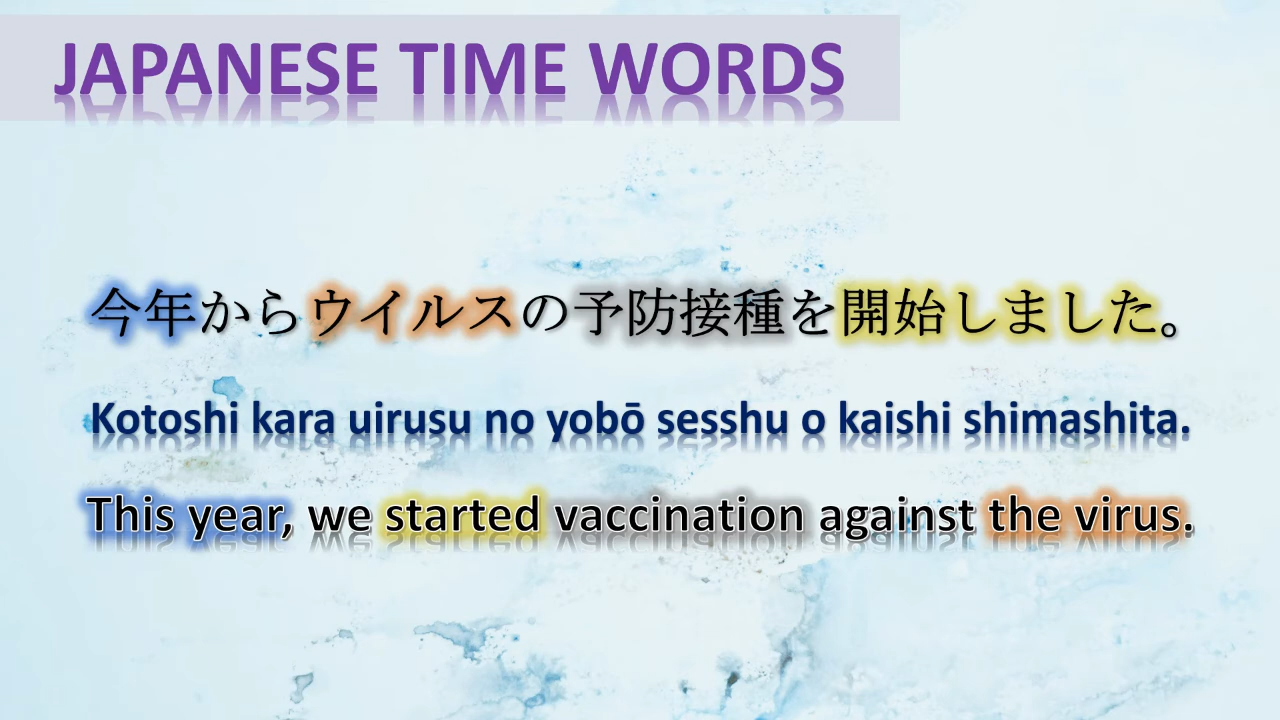 JAPANESE TIME WORDS
今年からウイルスの予防接種を開始しました。
Kotoshi kara uirusu no yobō sesshu o kaishi shimashita.
This year, we started vaccination against the virus.